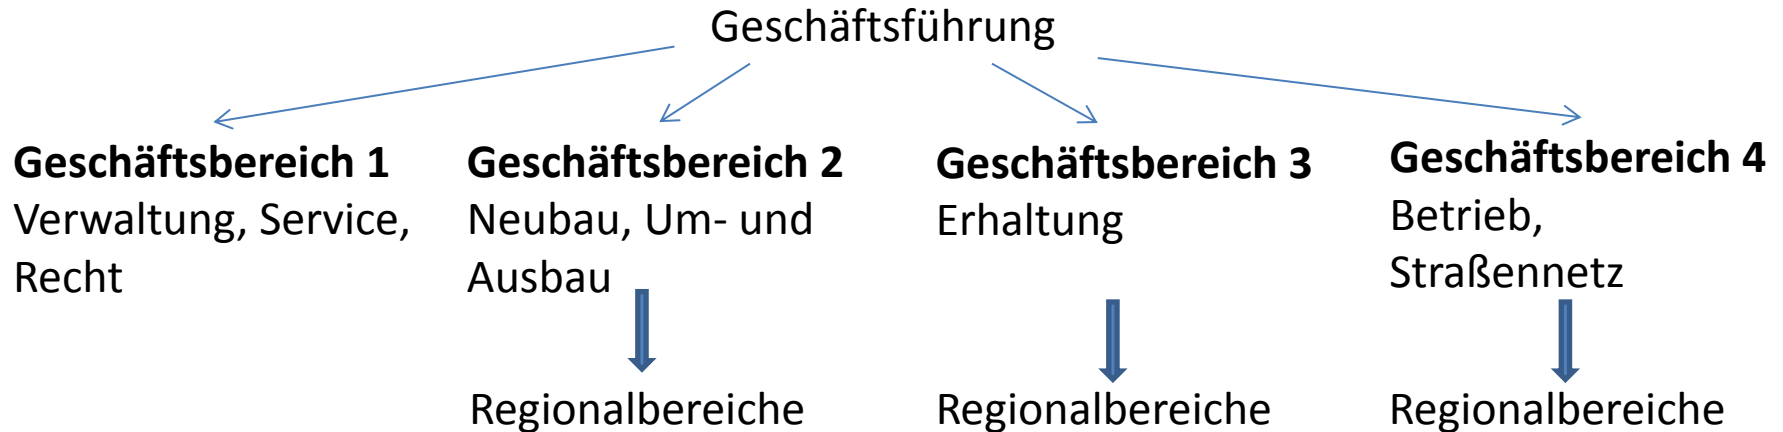 Geschäftsführung
Geschäftsbereich 1
Verwaltung, Service,
Recht
Geschäftsbereich 2
Neubau, Um- und
Ausbau
Geschäftsbereich 3
Erhaltung
Geschäftsbereich 4
Betrieb,
Straßennetz
Regionalbereiche
Regionalbereiche
Regionalbereiche